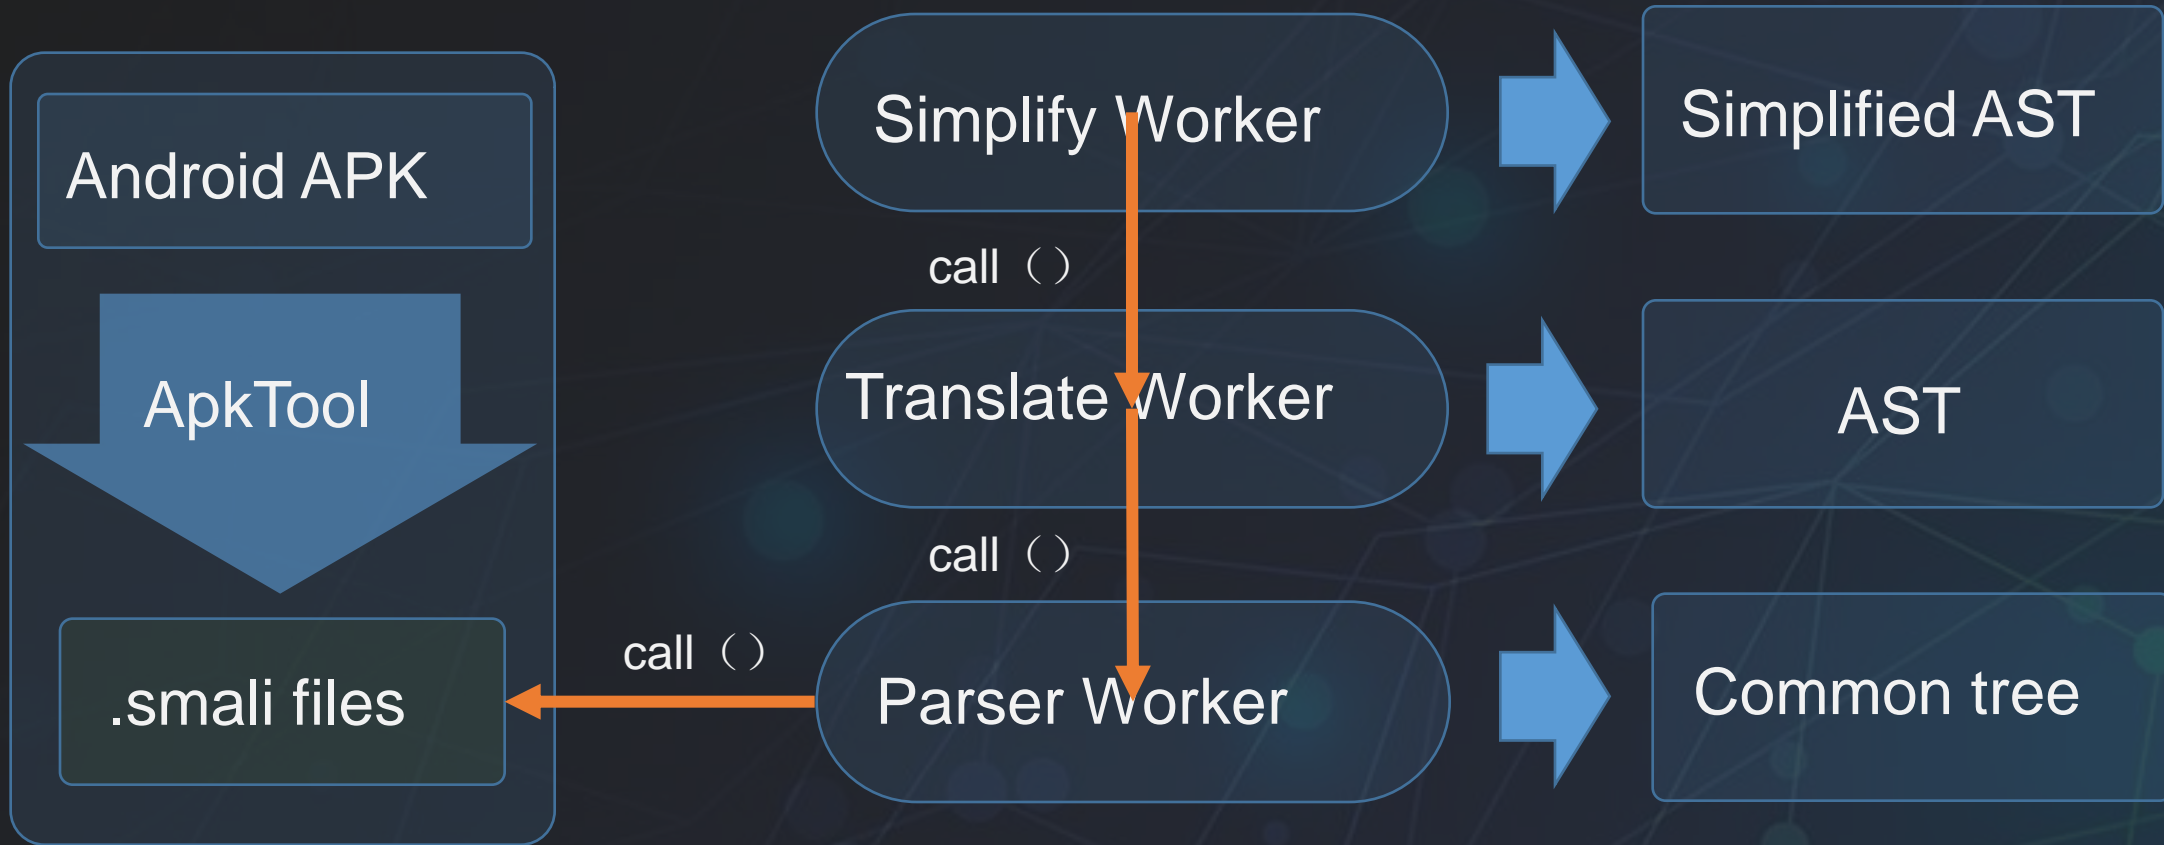 Android APK
ApkTool
.smali files
call（）
Simplify Worker
call（）
Translate Worker
call（）
Parser Worker
Simplified AST
AST
Common tree